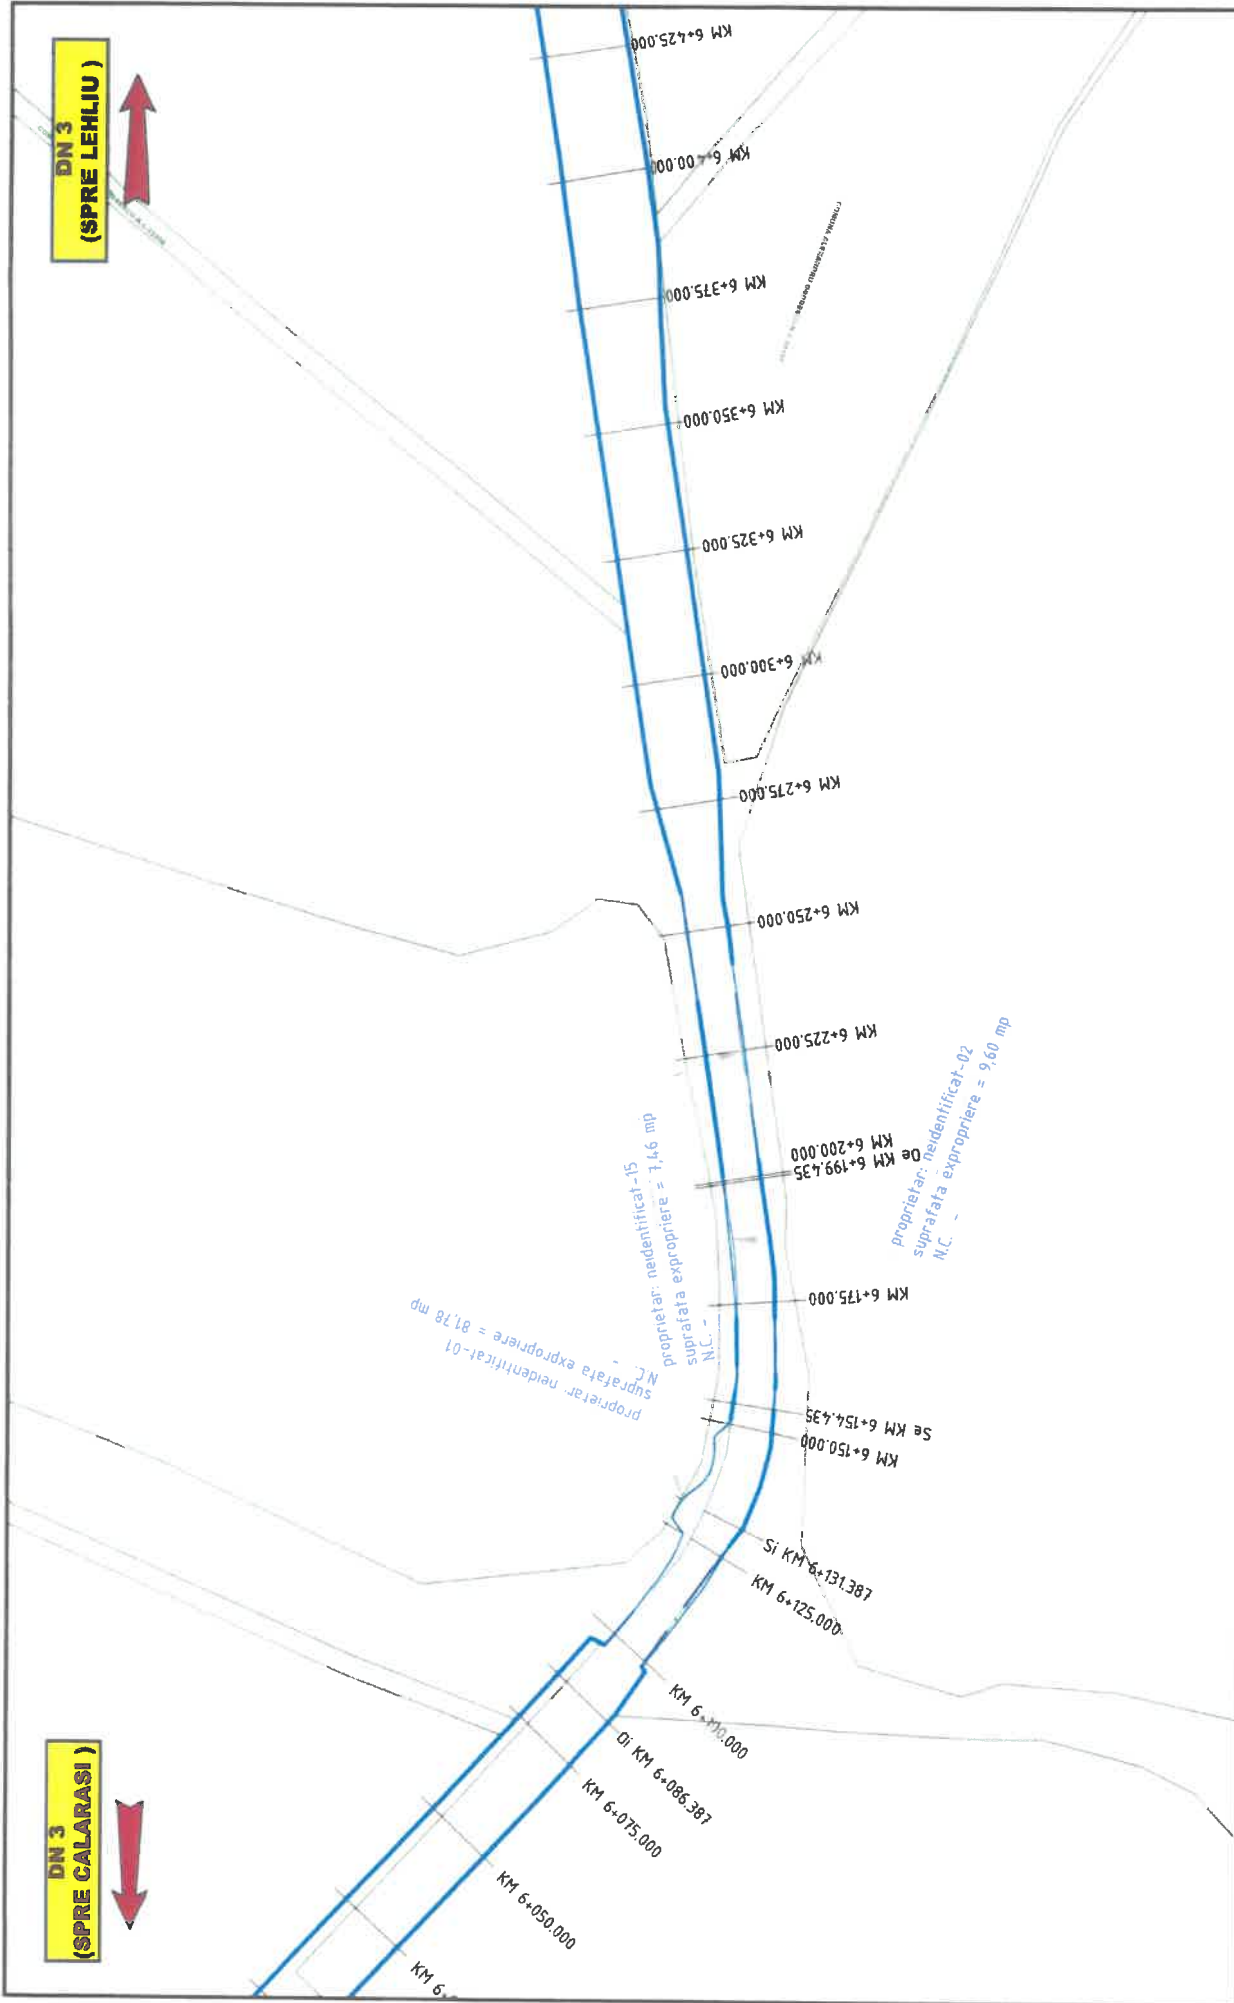 DN 3
(SPRE LEHLIU )
KM 6+425.000
KM 6+400.000
KM 6+375.000
KM 6+350.000
KM 6+325.000
KM 6+300.000
KM 6+275.000
KM 6+250.000
KM 6+225.000
KM 6+200.000
Oe KM 6+199.435
KM 6+175.000
Se KM 6+154.435
KM 6+150.000
Si KM 6+131.387
KM 6+125.000
KM 6+100.000
Oi KM 6+086.387
KM 6+075.000
KM 6+050.000
KM 6+
proprietar: neidentificat-15
suprafata expropriere = 7,46 mp
N.C. -
proprietar: neidentificat-01
suprafata expropriere = 81,78 mp
N.C. -
proprietar: neidentificat-02
suprafata expropriere = 9,60 mp
N.C. -
DN 3
(SPRE CALARASI )